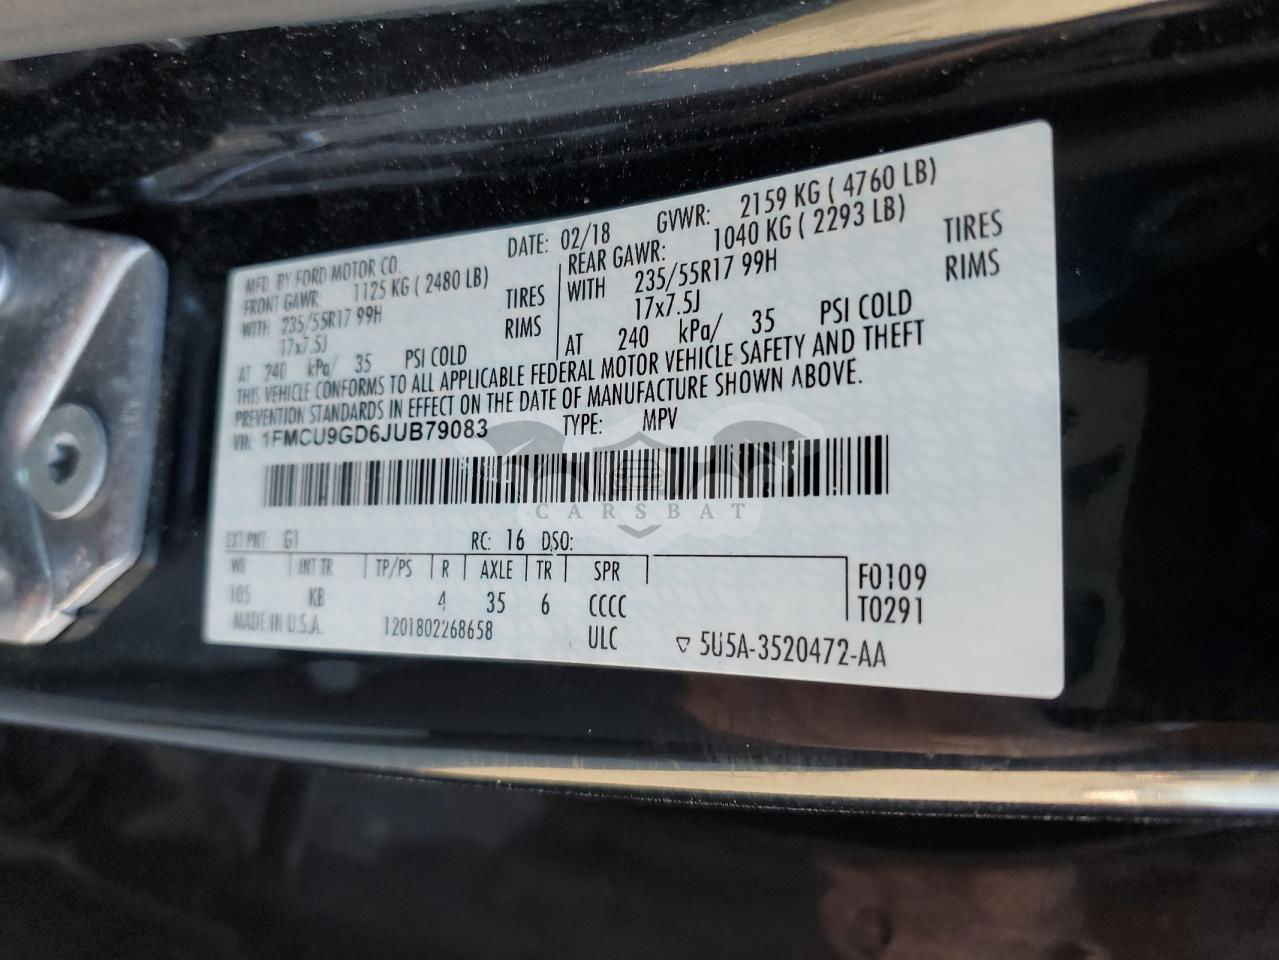 MFD. BY FORD MOTOR CO.
DATE: 02/18 GVWR: 2159 KG ( 4760 LB)
FRONT GAWR: 1125 KG ( 2480 LB)
REAR GAWR: 1040 KG ( 2293 LB)
WITH 235/55R17 99H TIRES
WITH 235/55R17 99H TIRES
17x7.5J RIMS
17x7.5J RIMS
AT 240 kPa/ 35 PSI COLD
AT 240 kPa/ 35 PSI COLD
THIS VEHICLE CONFORMS TO ALL APPLICABLE FEDERAL MOTOR VEHICLE SAFETY AND THEFT
PREVENTION STANDARDS IN EFFECT ON THE DATE OF MANUFACTURE SHOWN ABOVE.
VIN: 1FMCU9GD6JUB79083 TYPE: MPV
CARSBAT
EXT PNT: G1 RC: 16 DSO:
WB INT TR TP/PS R AXLE TR SPR F0109
105 KB 4 35 6 CCCC T0291
MADE IN U.S.A. 1201802268658 ULC ▽ 5U5A-3520472-AA